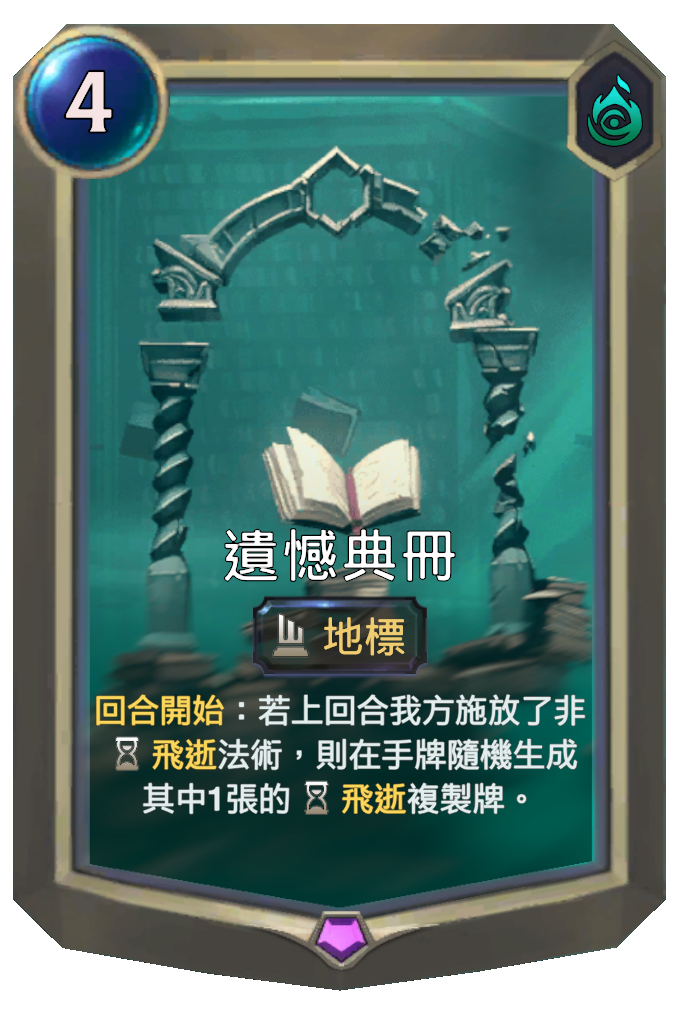 4
遺憾典冊
地標
回合開始：若上回合我方施放了非
飛逝法術，則在手牌隨機生成
其中1張的 飛逝複製牌。